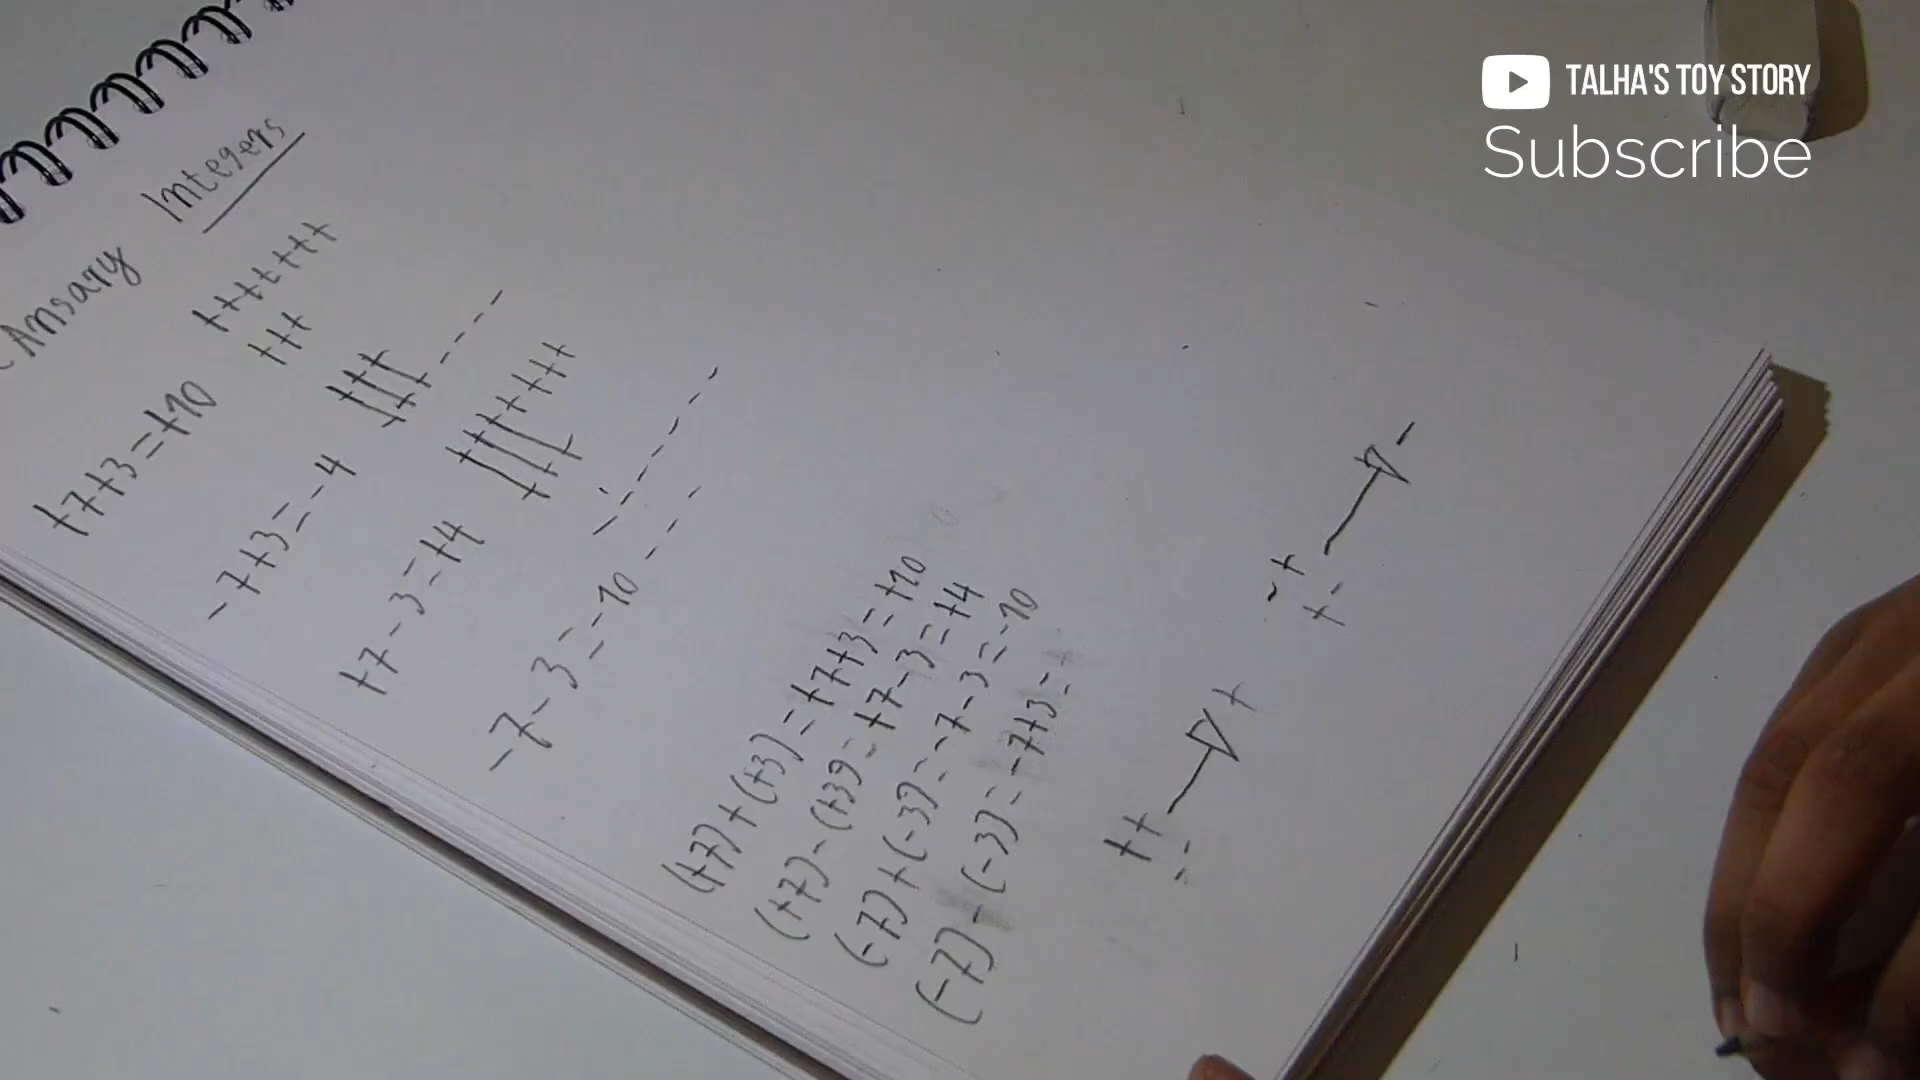 TALHA'S TOY STORY
Subscribe
Ansary Integers
+7+3=+10 +++++++
+++
-7+3=-4 +++
- - - - - - -
+7-3=+4 +++++++
- - -
-7-3=-10 - - - - - - -
- - -
(+7)+(+3)=+7+3=+10
(+7)-(+3)=+7-3=+4
(-7)+(-3)=-7-3=-10
(-7)-(-3)=-7+3=-
++ → +
- -
-+ → -
+-